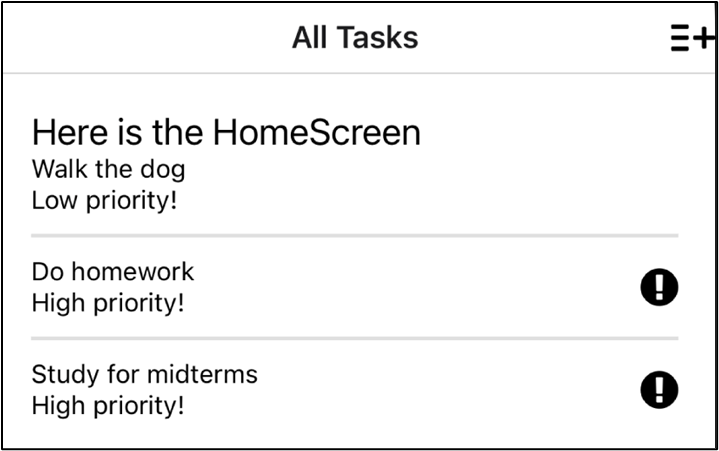 All Tasks
Here is the HomeScreen
Walk the dog
Low priority!
Do homework
High priority!
Study for midterms
High priority!